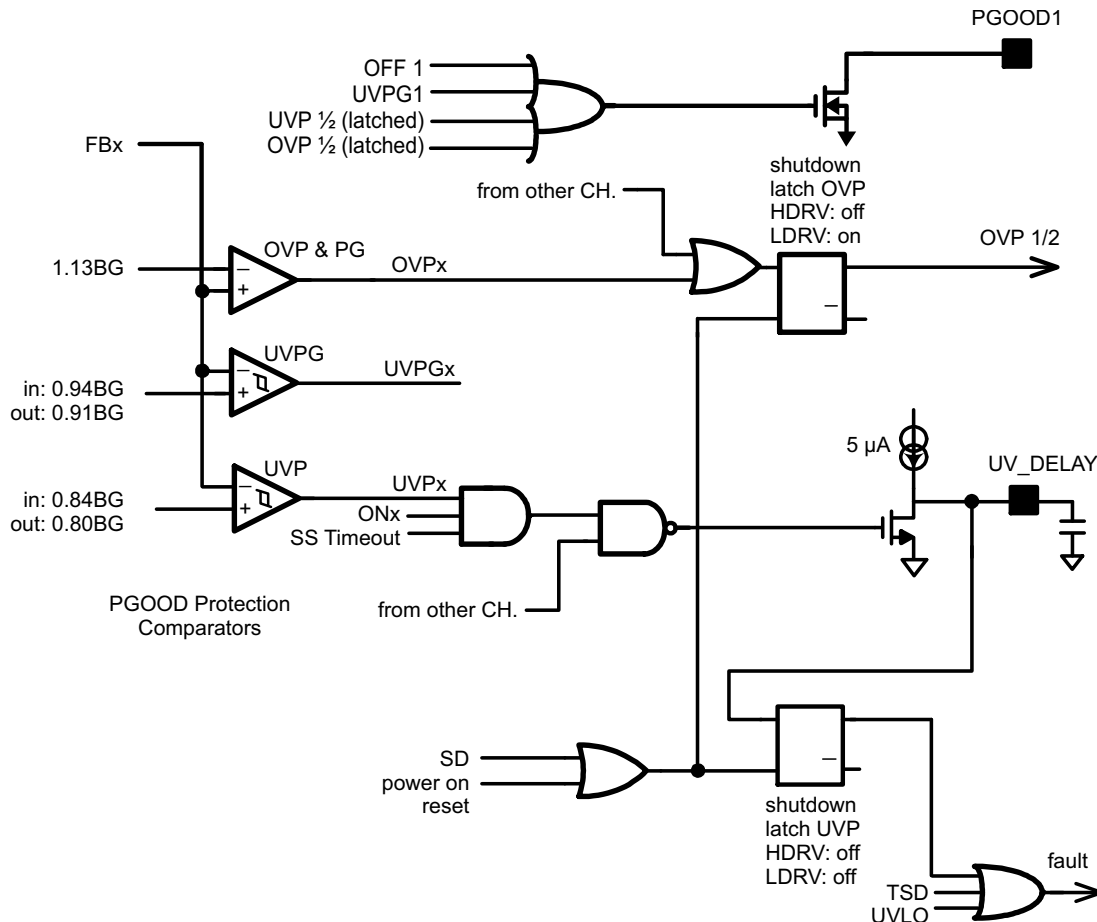 PGOOD1
OFF 1
UVPG1
UVP ½ (latched)
OVP ½ (latched)
FBx
shutdown
latch OVP
HDRV: off
LDRV: on
from other CH.
OVP 1/2
OVP & PG
1.13BG
OVPx
−
+
−
UVPG
UVPGx
−
+
in: 0.94BG
out: 0.91BG
5 µA
UV_DELAY
UVP
UVPx
−
+
in: 0.84BG
out: 0.80BG
ONx
SS Timeout
PGOOD Protection
Comparators
from other CH.
SD
power on
reset
−
shutdown
latch UVP
HDRV: off
LDRV: off
fault
TSD
UVLO